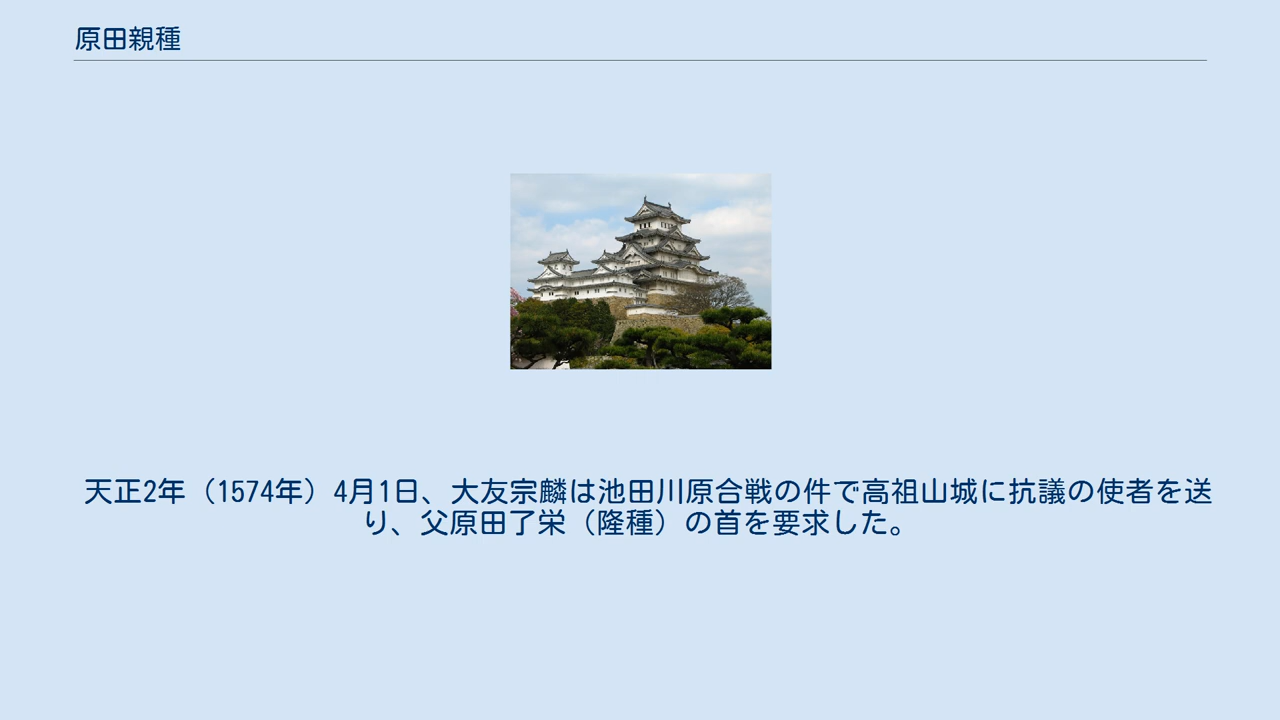 原田親種
天正2年（1574年）4月1日、大友宗麟は池田川原合戦の件で高祖山城に抗議の使者を送
り、父原田了栄（隆種）の首を要求した。